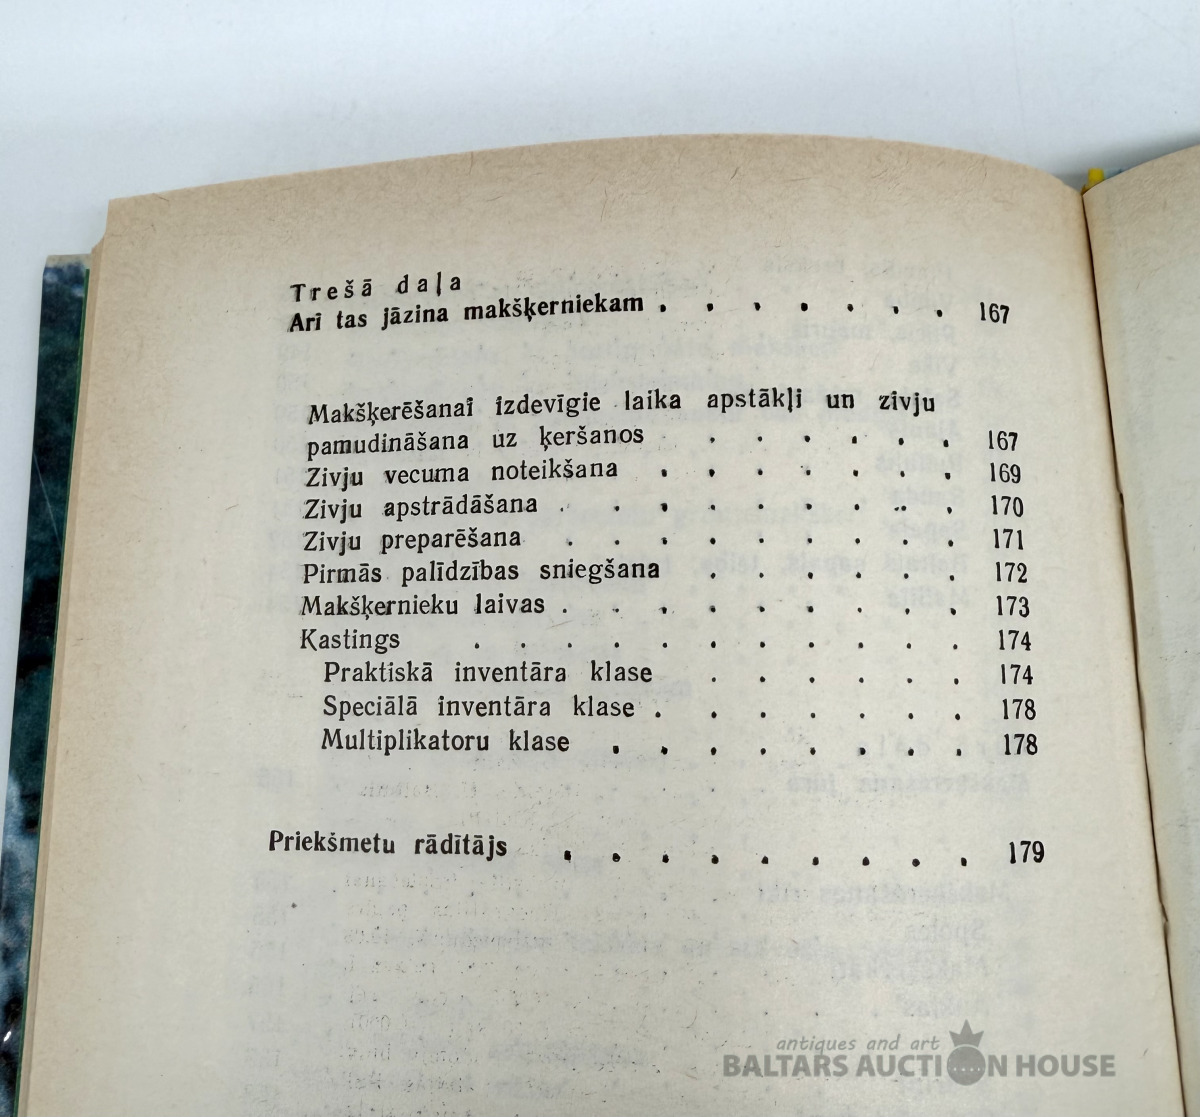 Trešā daļa
Arī tas jāzina makšķerniekam . . . . . . . 167
Makšķerēšanai izdevīgie laika apstākļi un zivju
pamudināšana uz ķeršanos . . . . . . 167
Zivju vecuma noteikšana . . . . . . . 169
Zivju apstrādāšana . . . . . . . . . 170
Zivju preparēšana . . . . . . . . . 171
Pirmās palīdzības sniegšana . . . . . . 172
Makšķernieku laivas . . . . . . . . . 173
Kastings . . . . . . . . . . . 174
Praktiskā inventāra klase . . . . . . 174
Speciālā inventāra klase . . . . . . . 178
Multiplikatoru klase . . . . . . . . 178
Priekšmetu rādītājs . . . . . . . . . 179
antiques and art
BALTARS AUCTION HOUSE